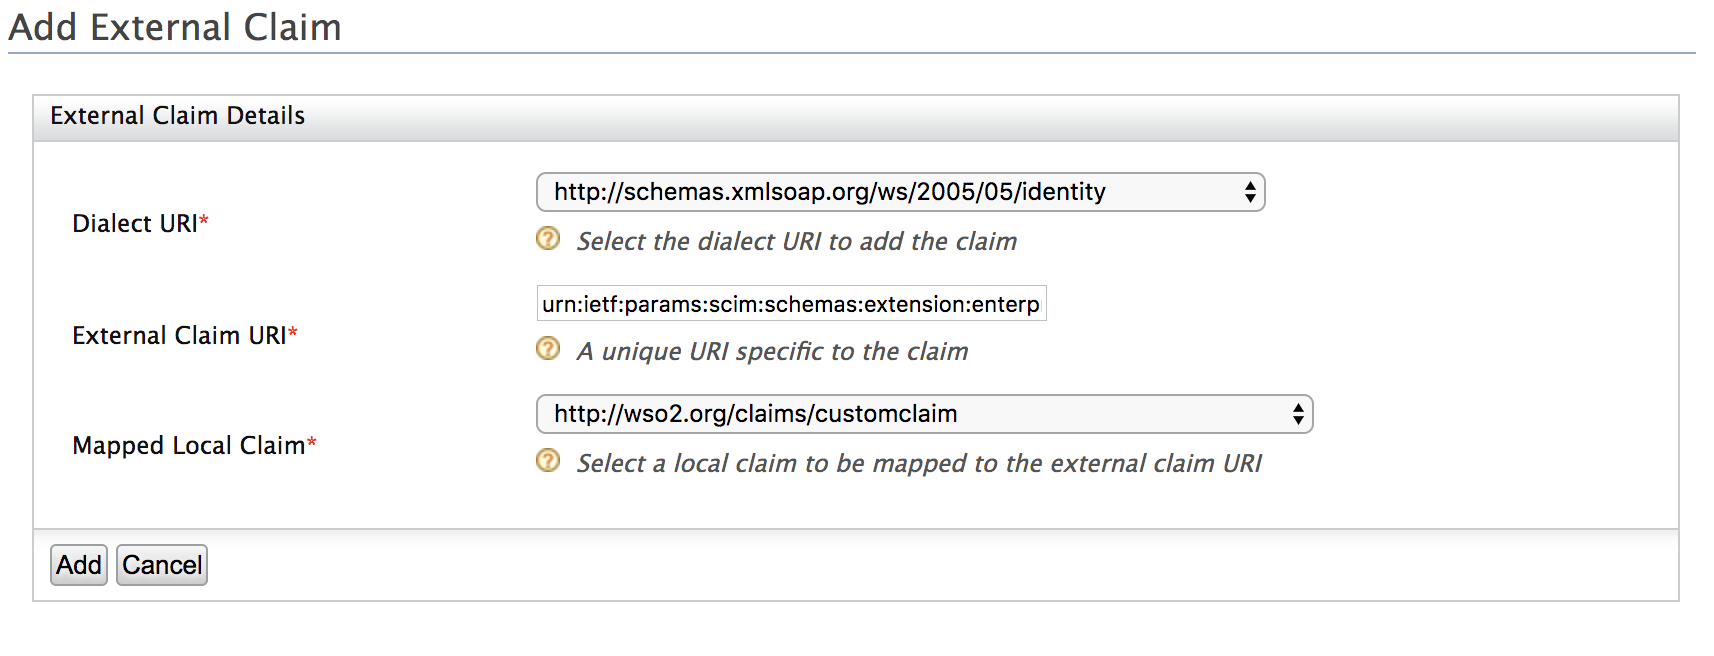 Add External Claim
External Claim Details
Dialect URI*
http://schemas.xmlsoap.org/ws/2005/05/identity
Select the dialect URI to add the claim
External Claim URI*
urn:ietf:params:scim:schemas:extension:enterp
A unique URI specific to the claim
Mapped Local Claim*
http://wso2.org/claims/customclaim
Select a local claim to be mapped to the external claim URI
Add Cancel